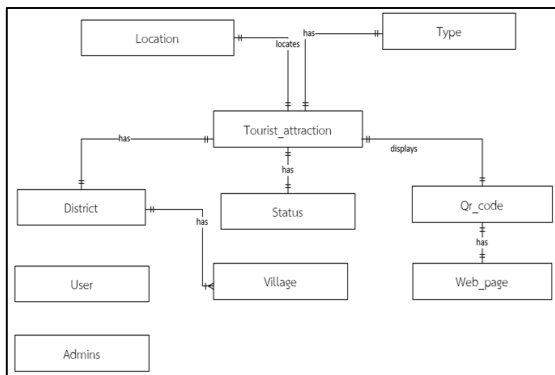 Location
Type
has
locates
Tourist_attraction
has
displays
has
District
Status
Qr_code
has
has
User
Village
Web_page
Admins